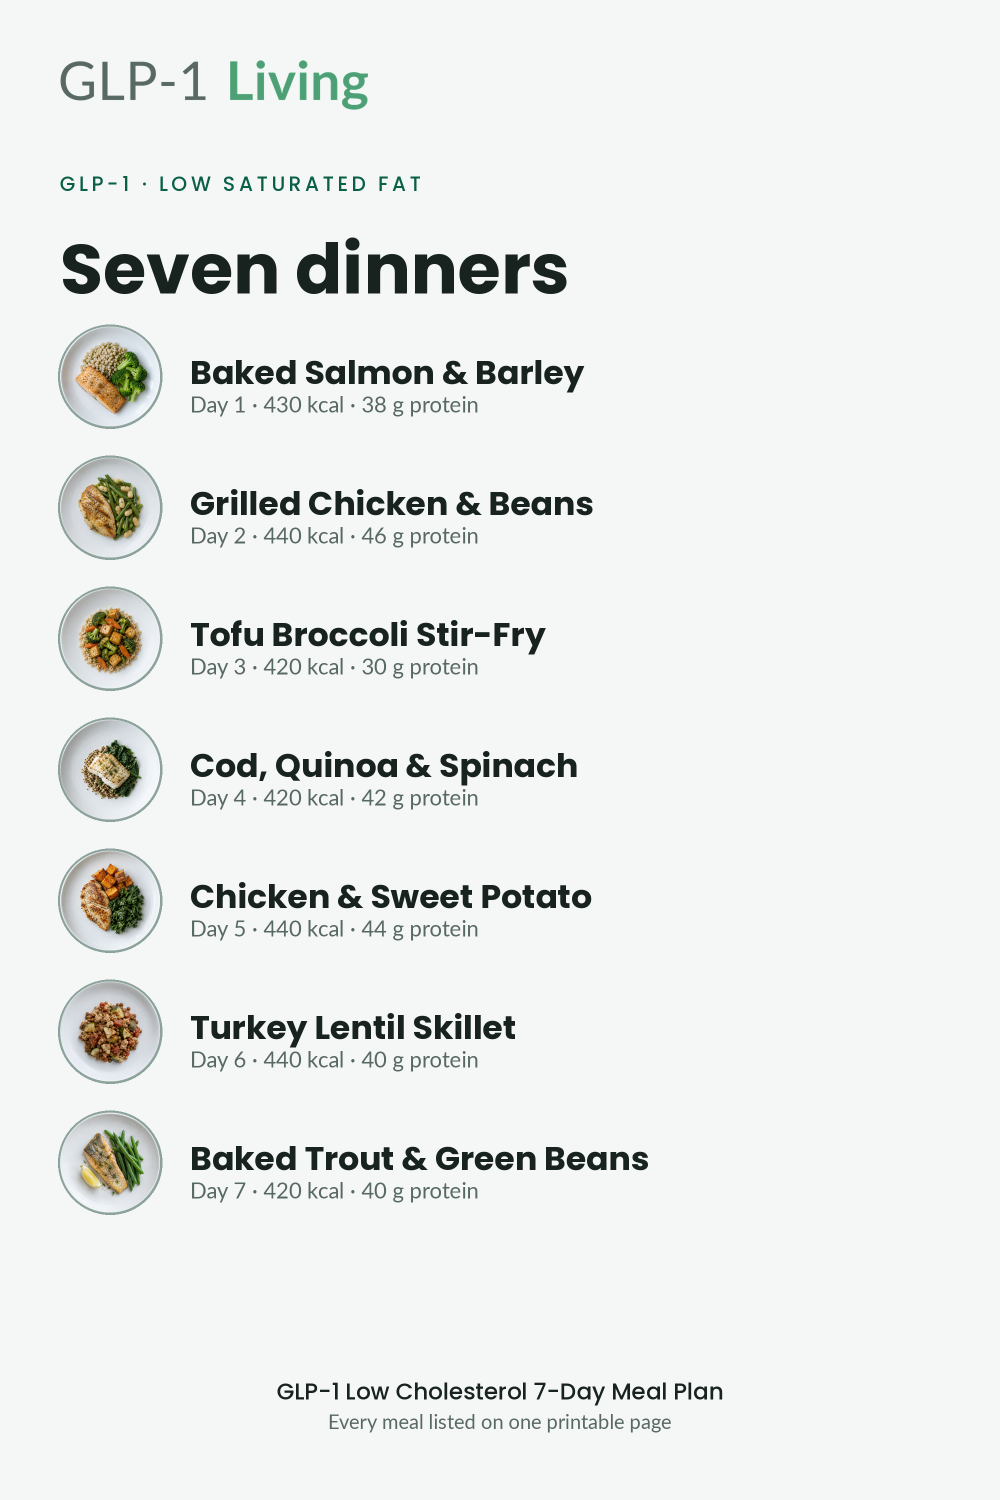 GLP-1 Living
GLP-1 · LOW SATURATED FAT
Seven dinners
Baked Salmon & Barley
Day 1 · 430 kcal · 38 g protein
Grilled Chicken & Beans
Day 2 · 440 kcal · 46 g protein
Tofu Broccoli Stir-Fry
Day 3 · 420 kcal · 30 g protein
Cod, Quinoa & Spinach
Day 4 · 420 kcal · 42 g protein
Chicken & Sweet Potato
Day 5 · 440 kcal · 44 g protein
Turkey Lentil Skillet
Day 6 · 440 kcal · 40 g protein
Baked Trout & Green Beans
Day 7 · 420 kcal · 40 g protein
GLP-1 Low Cholesterol 7-Day Meal Plan
Every meal listed on one printable page